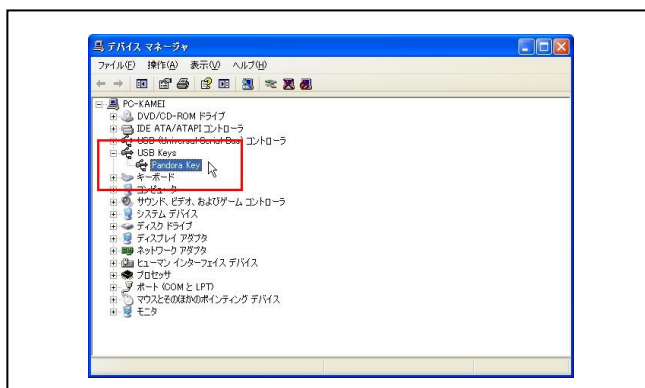 デバイス マネージャ
ファイル(F) 操作(A) 表示(V) ヘルプ(H)
PC-KAMEI
DVD/CD-ROM ドライブ
IDE ATA/ATAPI コントローラ
USB (Universal Serial Bus) コントローラ
USB Keys
Pandora Key
キーボード
コンピュータ
サウンド、ビデオ、およびゲーム コントローラ
システム デバイス
ディスク ドライブ
ディスプレイ アダプタ
ネットワーク アダプタ
ヒューマン インターフェイス デバイス
プロセッサ
ポート (COM と LPT)
マウスとそのほかのポインティング デバイス
モニタ